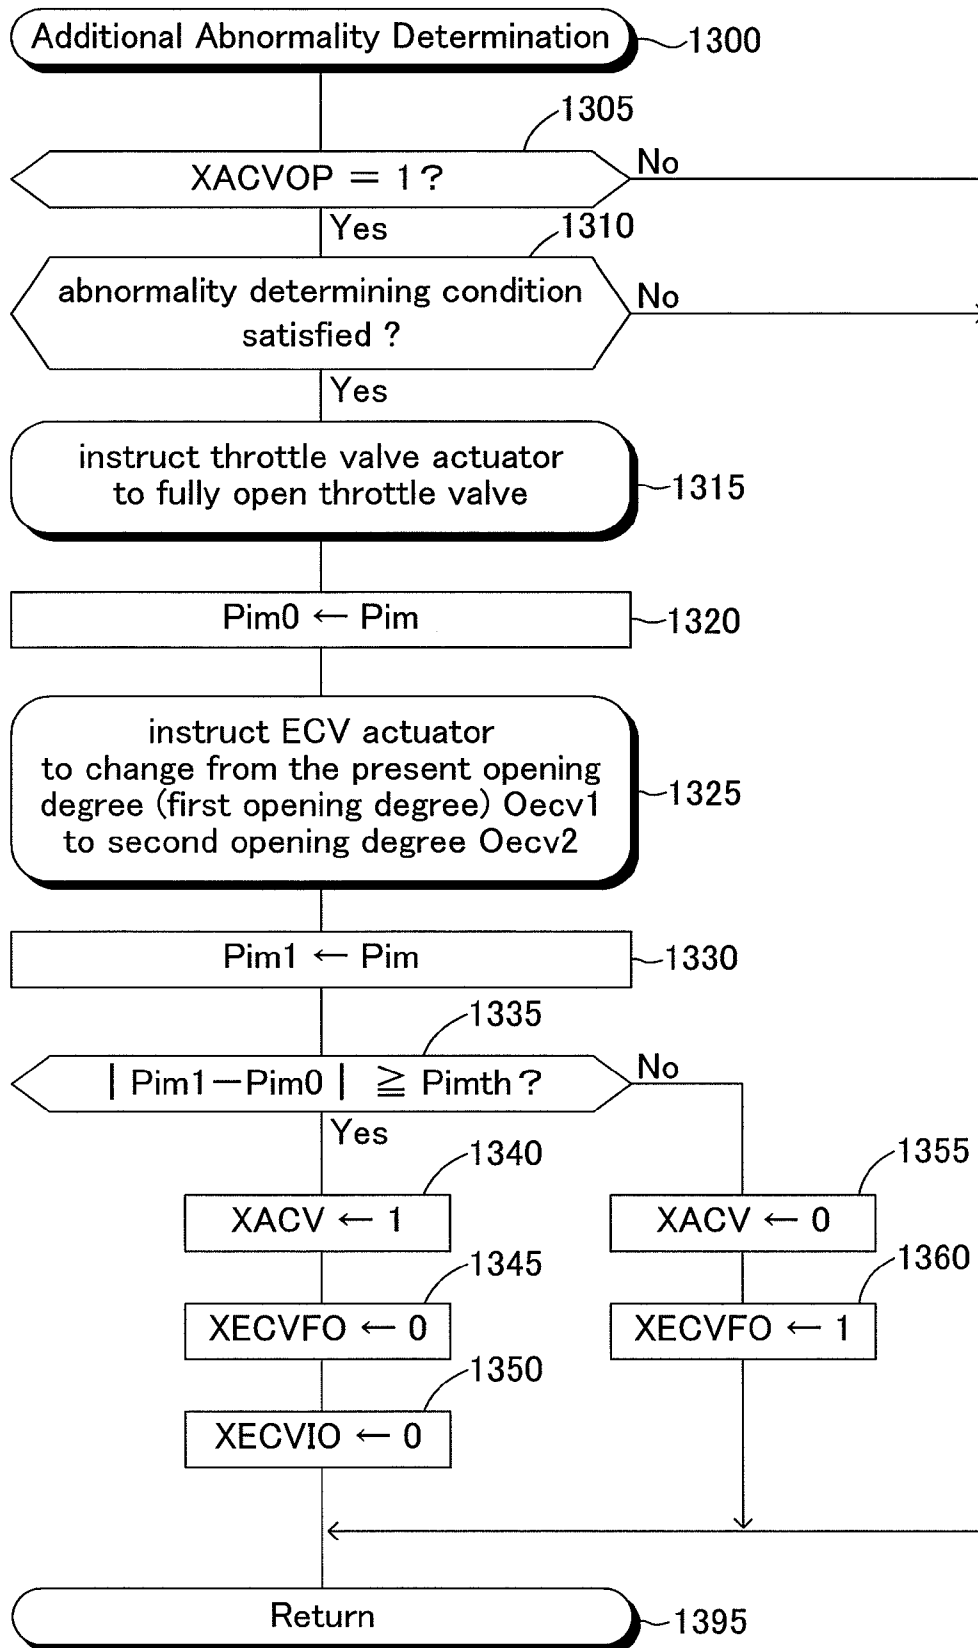 Additional Abnormality Determination
1300
1305
XACVOP = 1?
No
Yes
1310
abnormality determining condition
satisfied ?
No
Yes
instruct throttle valve actuator
to fully open throttle valve
1315
Pim0 ← Pim
1320
instruct ECV actuator
to change from the present opening
degree (first opening degree) Oecv1
to second opening degree Oecv2
1325
Pim1 ← Pim
1330
1335
| Pim1−Pim0 | ≧ Pimth ?
No
Yes
1340
XACV ← 1
1345
XECVFO ← 0
1350
XECVIO ← 0
1355
XACV ← 0
1360
XECVFO ← 1
Return
1395